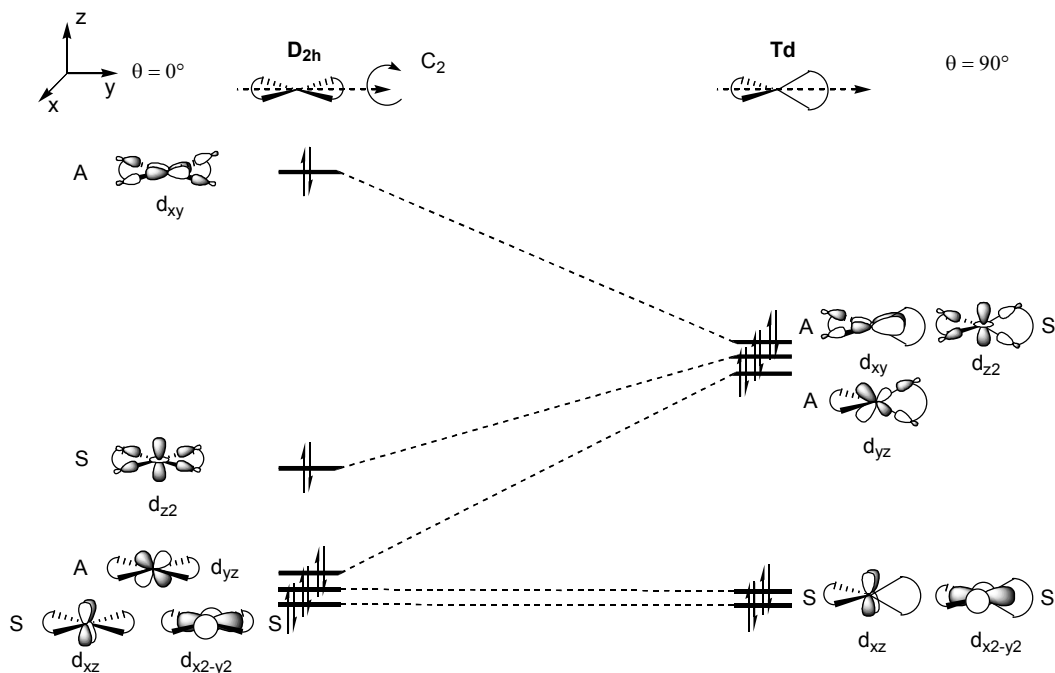 z
D2h
Td
θ = 0°
C2
θ = 90°
y
x
A
dxy
A
S
dxy
dz2
A
dyz
S
dz2
A
dyz
S
S
dxz
dx2-y2
S
S
dxz
dx2-y2